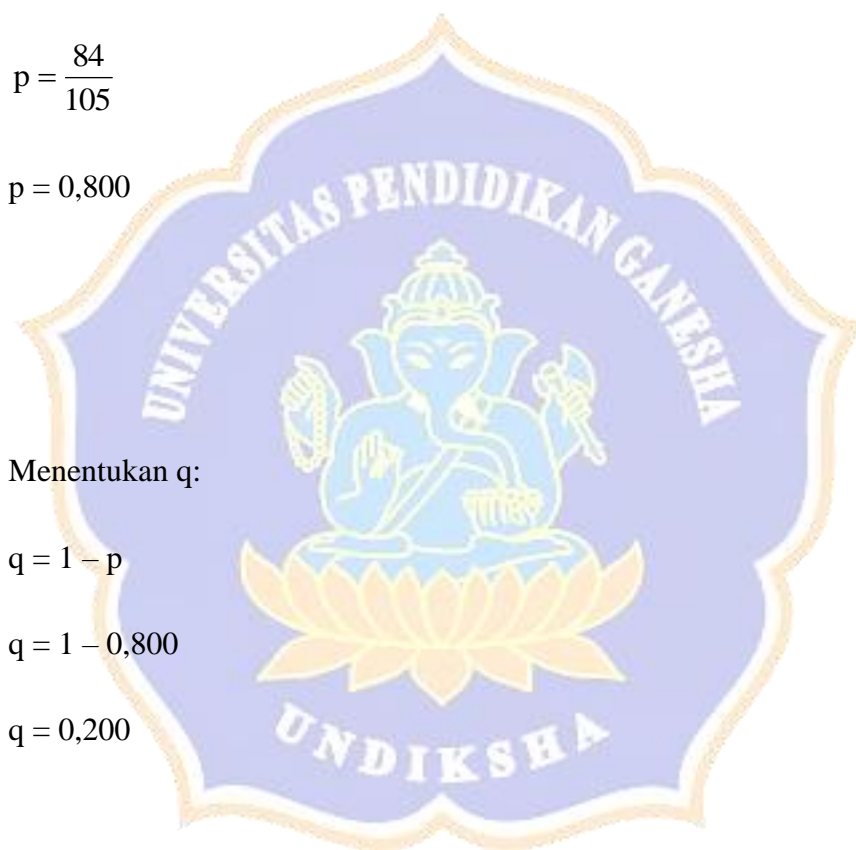 p = 84/105
p = 0,800
UNIVERSITAS PENDIDIKAN GANESHA
Menentukan q:
q = 1 – p
q = 1 – 0,800
q = 0,200
UNDIKSHA